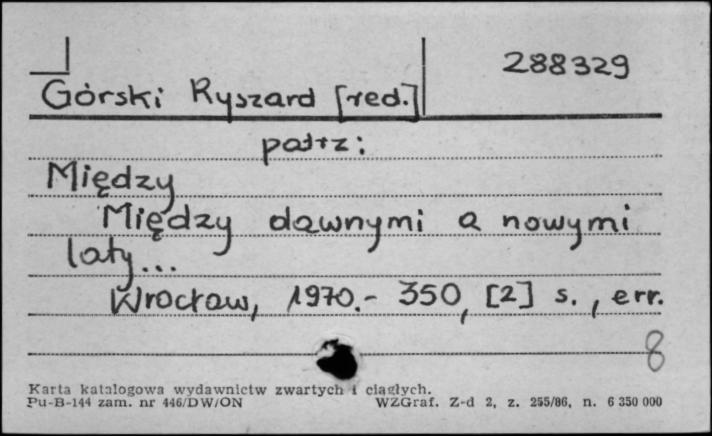 288329
Górski Ryszard [red.]
patrz:
Między
Między dawnymi a nowymi
laty...
Wrocław, 1970.- 350, [2] s., err.
8
Karta katalogowa wydawnictw zwartych i ciągłych.
Pu-B-144 zam. nr 446/DW/ON WZGraf. Z-d 2, z. 255/86, n. 6 350 000